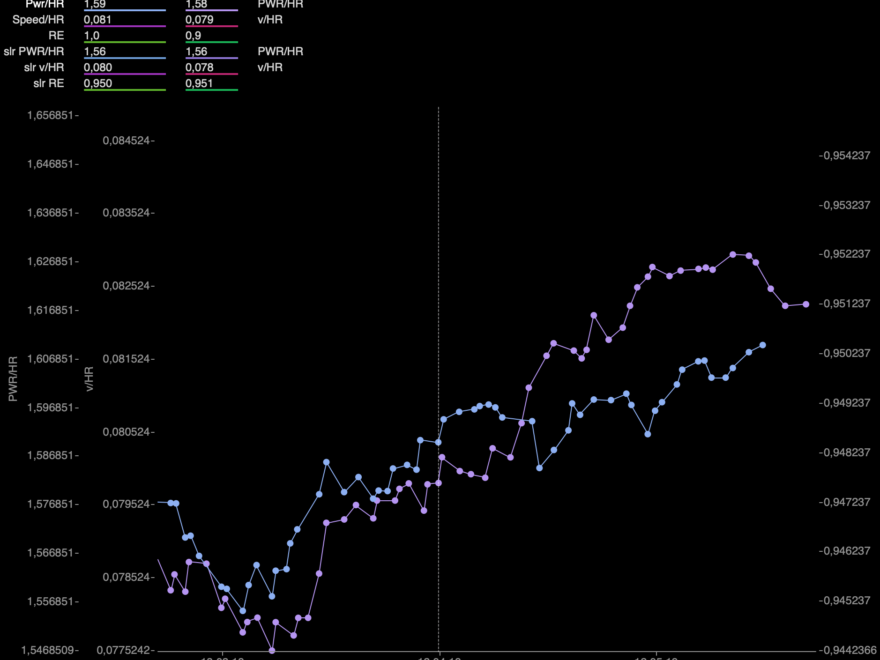 Pwr/HR 1,59 1,58 PWR/HR
Speed/HR 0,081 0,079 v/HR
RE 1,0 0,9
slr PWR/HR 1,56 1,56 PWR/HR
slr v/HR 0,080 0,078 v/HR
slr RE 0,950 0,951
1,656851-
0,084524-
-0,954237
1,646851-
-0,953237
1,636851- 0,083524-
-0,952237
1,626851-
0,082524-
-0,951237
1,616851-
-0,950237
1,606851- 0,081524-
PWR/HR
v/HR
-0,949237
1,596851-
0,080524-
-0,948237
1,586851-
-0,947237
1,576851- 0,079524-
-0,946237
1,566851-
0,078524-
-0,945237
1,556851-
1,5468509- 0,0775242- -0,9442366